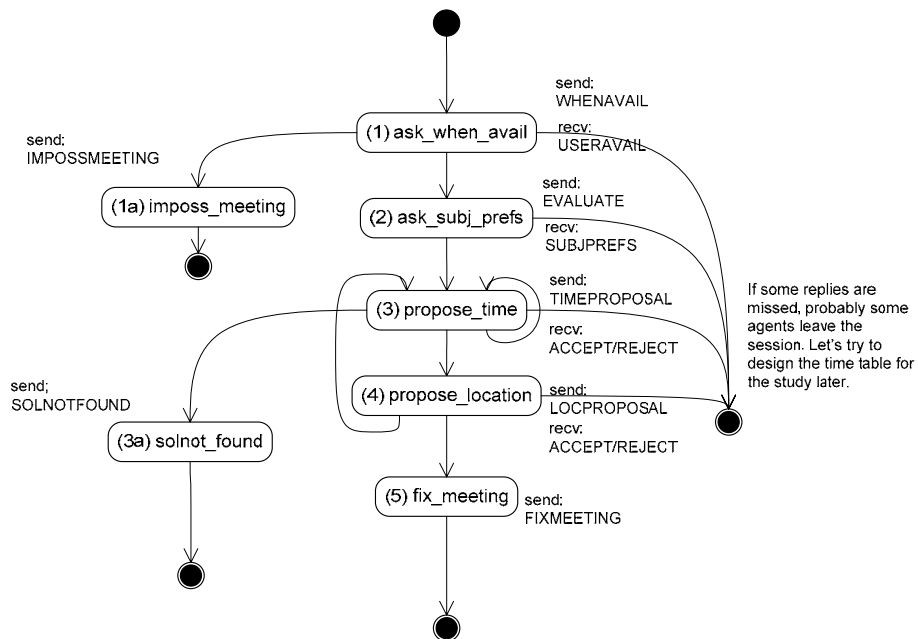 send:
WHENAVAIL
(1) ask_when_avail
recv:
USERAVAIL
send:
IMPOSSMEETING
(1a) imposs_meeting
send:
EVALUATE
(2) ask_subj_prefs
recv:
SUBJPREFS
send:
TIMEPROPOSAL
(3) propose_time
recv:
ACCEPT/REJECT
If some replies are
missed, probably some
agents leave the
session. Let's try to
design the time table for
the study later.
send;
SOLNOTFOUND
(3a) solnot_found
(4) propose_location
send:
LOCPROPOSAL
recv:
ACCEPT/REJECT
(5) fix_meeting
send:
FIXMEETING